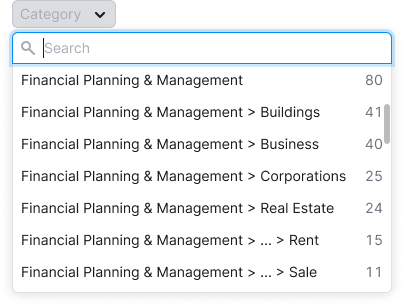 Category
Search
Financial Planning & Management 80
Financial Planning & Management > Buildings 41
Financial Planning & Management > Business 40
Financial Planning & Management > Corporations 25
Financial Planning & Management > Real Estate 24
Financial Planning & Management > ... > Rent 15
Financial Planning & Management > ... > Sale 11